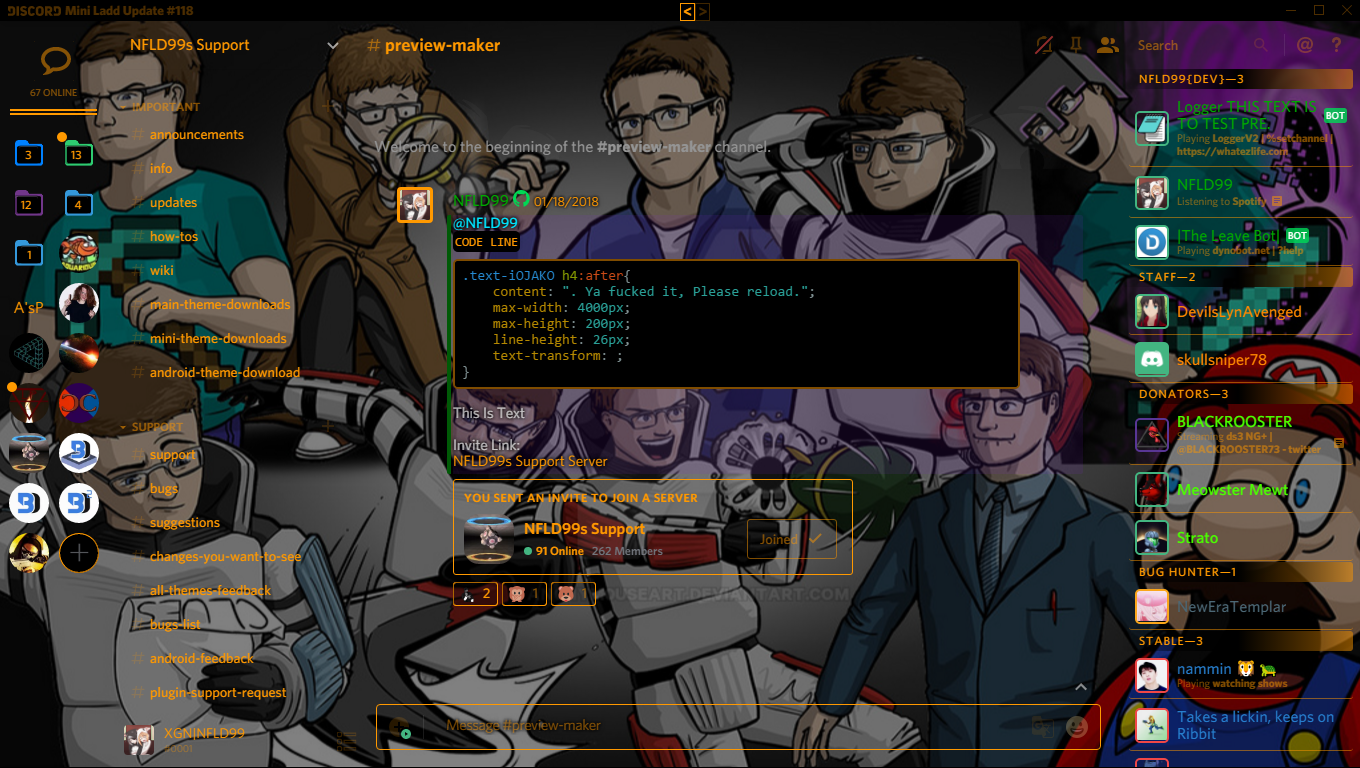 DISCORD Mini Ladd Update #118
< >
67 ONLINE
3
13
12
4
1
A'sP
NFLD99s Support
IMPORTANT
# announcements
# info
# updates
# how-tos
# wiki
# main-theme-downloads
# mini-theme-downloads
# android-theme-download
SUPPORT
# support
# bugs
# suggestions
# changes-you-want-to-see
# all-themes-feedback
# bugs-list
# android-feedback
# plugin-support-request
XGNINFLD99
#0001
# preview-maker
Search
@ ?
Welcome to the beginning of the #preview-maker channel.
NFLD99 01/18/2018
@NFLD99
CODE LINE
.text-iOJAKO h4:after{
content: ". Ya fucked it, Please reload.";
max-width: 4000px;
max-height: 200px;
line-height: 26px;
text-transform: ;
}
This Is Text
Invite Link:
NFLD99s Support Server
YOU SENT AN INVITE TO JOIN A SERVER
NFLD99s Support
91 Online 262 Members
Joined
2
1
1
OUSEART.DEVIANTART.COM
Message #preview-maker
NFLD99{DEV}—3
Logger THIS TEXT IS
TO TEST PRE.
BOT
Playing LoggerV2 | %setchannel |
https://whatezlife.com
NFLD99
Listening to Spotify
!The Leave Bot! BOT
Playing dynobot.net | ?help
STAFF—2
DevilsLynAvenged
skullsniper78
DONATORS—3
BLACKROOSTER
Streaming ds3 NG+ |
@BLACKROOSTER73 - twitter
Meowster Mewt
Strato
BUG HUNTER—1
NewEraTemplar
STABLE—3
nammin 🐯 🐢
Playing watching shows
Takes a lickin, keeps on
Ribbit